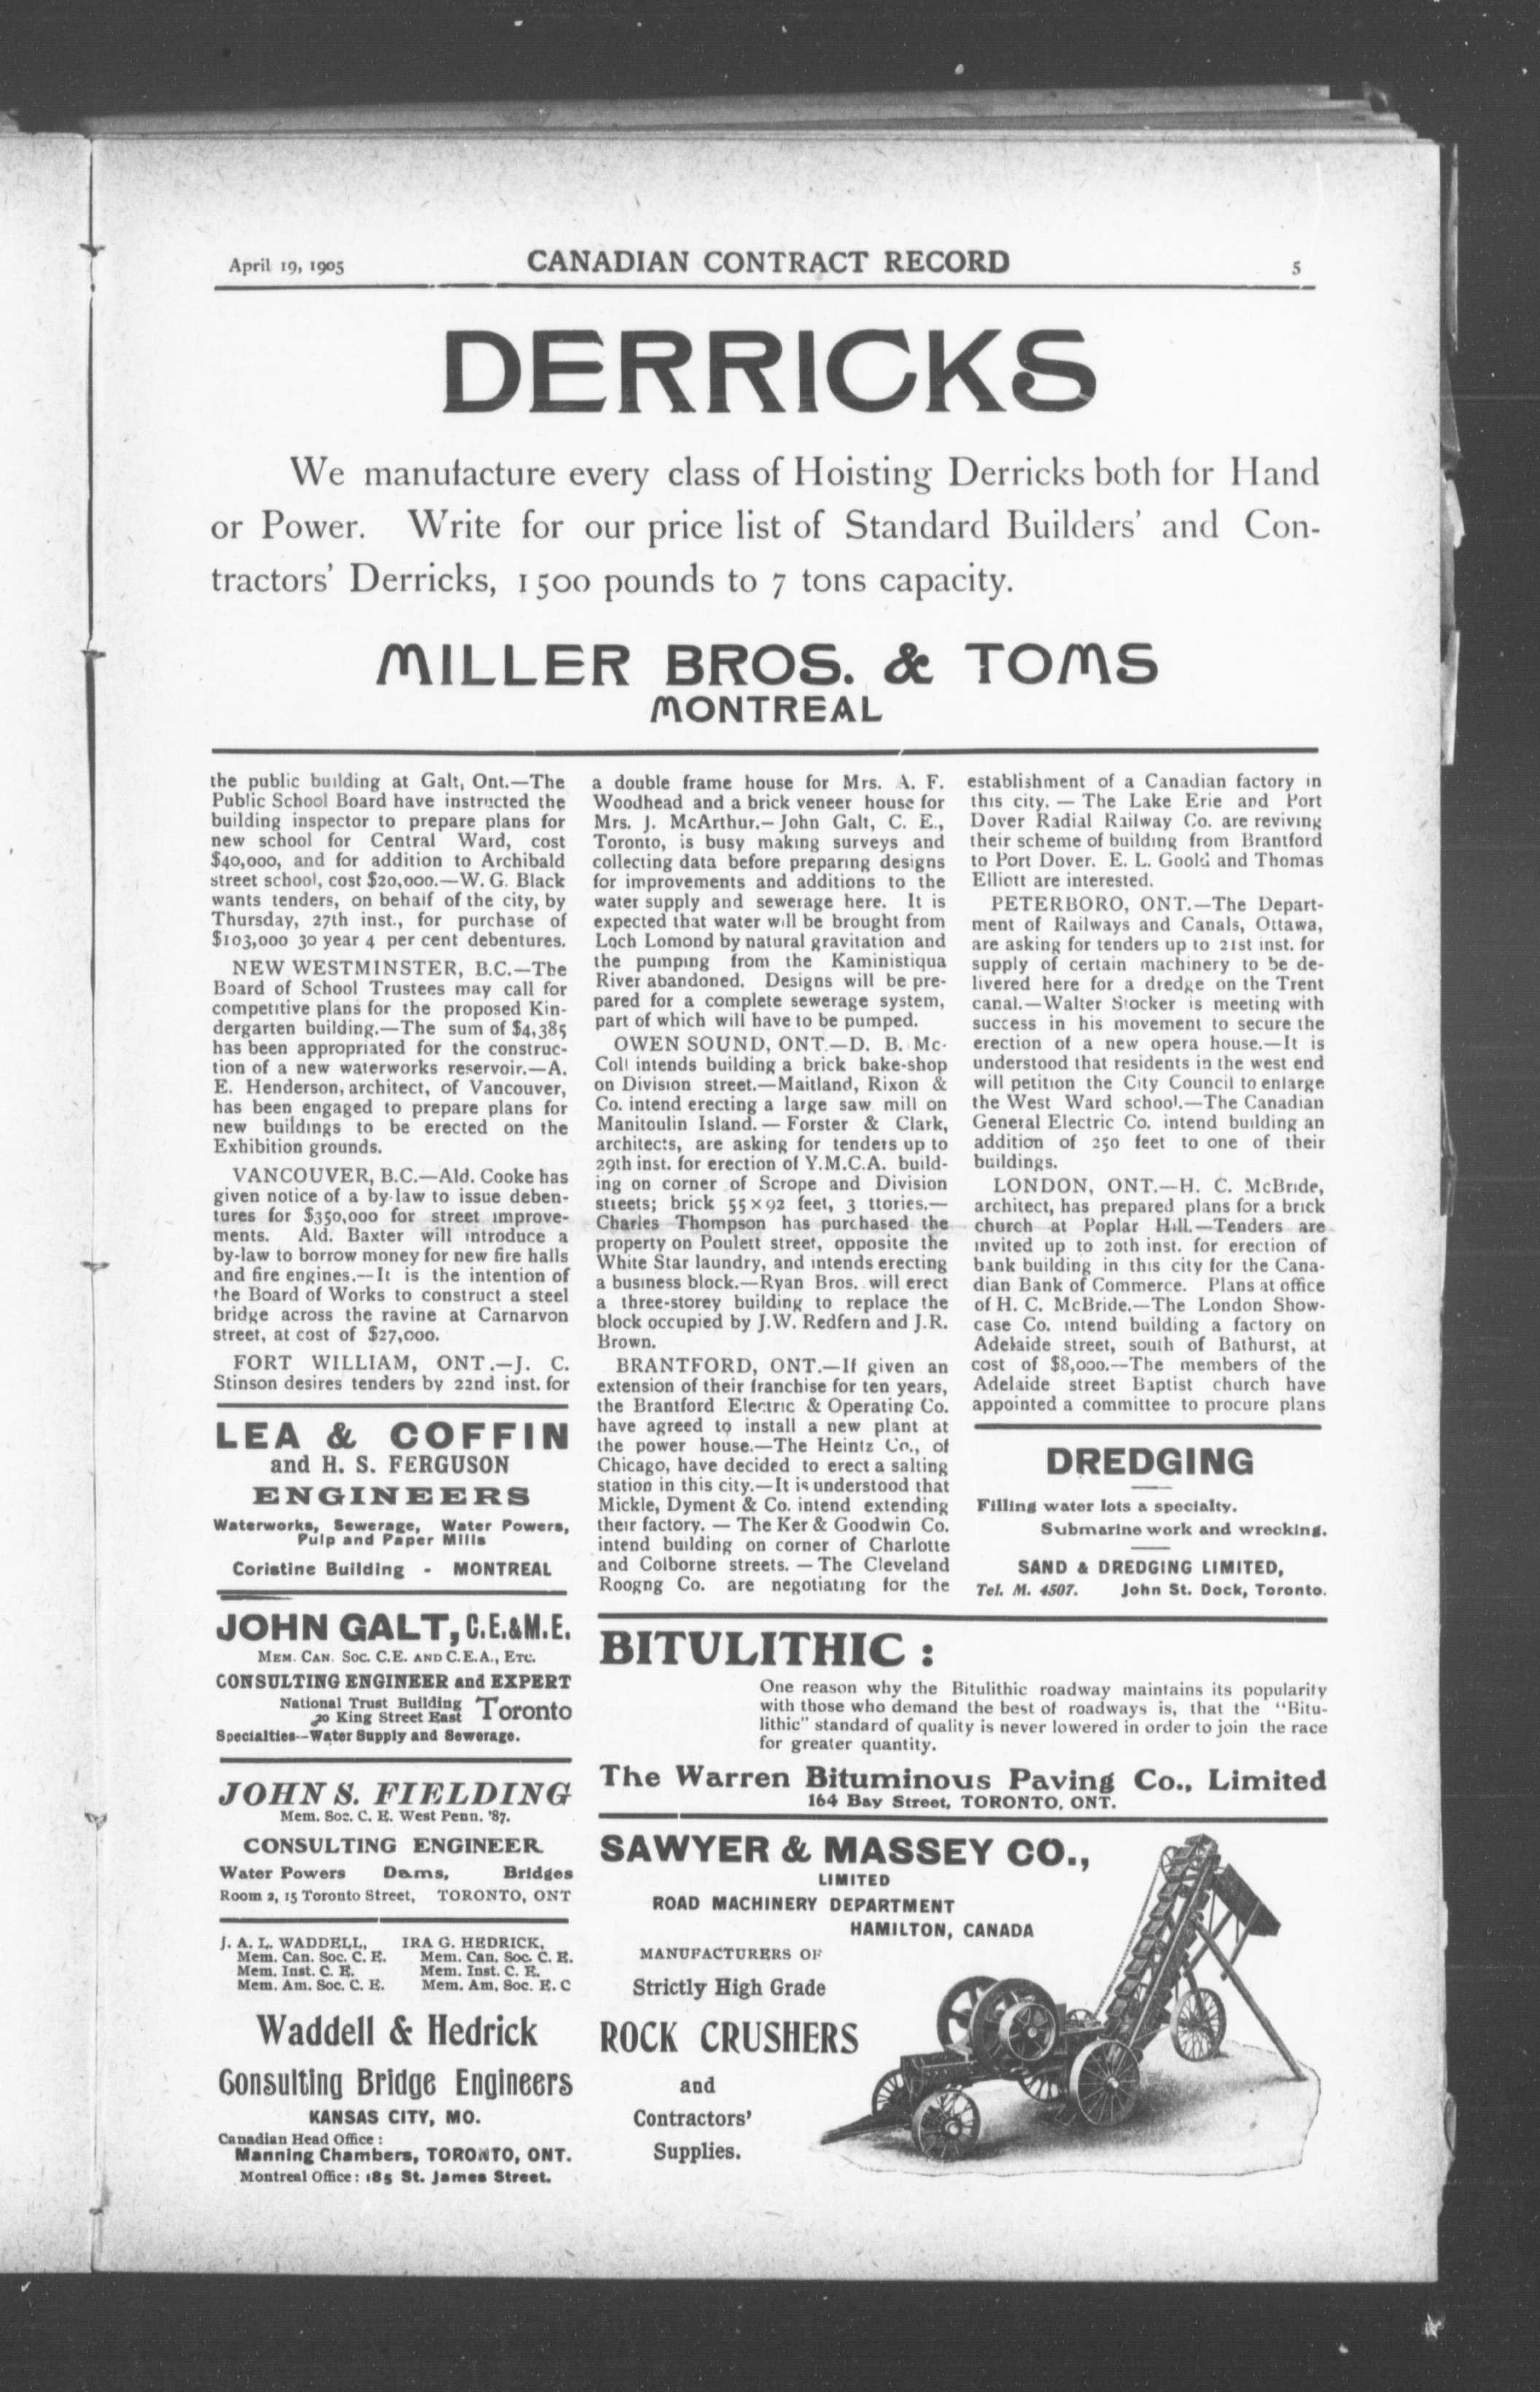 April 19, 1905
CANADIAN CONTRACT RECORD
5
DERRICKS
We manufacture every class of Hoisting Derricks both for Hand
or Power. Write for our price list of Standard Builders' and Con-
tractors' Derricks, 1500 pounds to 7 tons capacity.
MILLER BROS. & TOMS
MONTREAL
the public building at Galt, Ont.—The
Public School Board have instructed the
building inspector to prepare plans for
new school for Central Ward, cost
$40,000, and for addition to Archibald
street school, cost $20,000.—W. G. Black
wants tenders, on behalf of the city, by
Thursday, 27th inst., for purchase of
$103,000 30 year 4 per cent debentures.
NEW WESTMINSTER, B.C.—The
Board of School Trustees may call for
competitive plans for the proposed Kin-
dergarten building.—The sum of $4,385
has been appropriated for the construc-
tion of a new waterworks reservoir.—A.
E. Henderson, architect, of Vancouver,
has been engaged to prepare plans for
new buildings to be erected on the
Exhibition grounds.
VANCOUVER, B.C.—Ald. Cooke has
given notice of a by-law to issue deben-
tures for $350,000 for street improve-
ments. Ald. Baxter will introduce a
by-law to borrow money for new fire halls
and fire engines.—It is the intention of
the Board of Works to construct a steel
bridge across the ravine at Carnarvon
street, at cost of $27,000.
FORT WILLIAM, ONT.—J. C.
Stinson desires tenders by 22nd inst. for
LEA & COFFIN
and H. S. FERGUSON
ENGINEERS
Waterworks, Sewerage, Water Powers,
Pulp and Paper Mills
Coristine Building - MONTREAL
JOHN GALT, C.E.&M.E.
MEM. CAN. SOC. C.E. AND C.E.A., ETC.
CONSULTING ENGINEER and EXPERT
National Trust Building
20 King Street East Toronto
Specialties--Water Supply and Sewerage.
JOHN S. FIELDING
Mem. Soc. C. E. West Penn. '87.
CONSULTING ENGINEER
Water Powers Dams, Bridges
Room 2, 15 Toronto Street, TORONTO, ONT
J. A. L. WADDELL, IRA G. HEDRICK,
Mem. Can. Soc. C. E. Mem. Can. Soc. C. E.
Mem. Inst. C. E. Mem. Inst. C. E.
Mem. Am. Soc. C. E. Mem. Am, Soc. E. C
Waddell & Hedrick
Consulting Bridge Engineers
KANSAS CITY, MO.
Canadian Head Office :
Manning Chambers, TORONTO, ONT.
Montreal Office: 185 St. James Street.
a double frame house for Mrs. A. F.
Woodhead and a brick veneer house for
Mrs. J. McArthur.—John Galt, C. E.,
Toronto, is busy making surveys and
collecting data before preparing designs
for improvements and additions to the
water supply and sewerage here. It is
expected that water will be brought from
Loch Lomond by natural gravitation and
the pumping from the Kaministiqua
River abandoned. Designs will be pre-
pared for a complete sewerage system,
part of which will have to be pumped.
OWEN SOUND, ONT.—D. B. Mc-
Coll intends building a brick bake-shop
on Division street.—Maitland, Rixon &
Co. intend erecting a large saw mill on
Manitoulin Island. — Forster & Clark,
architects, are asking for tenders up to
29th inst. for erection of Y.M.C.A. build-
ing on corner of Scrope and Division
stieets; brick 55×92 feet, 3 ttories.—
Charles Thompson has purchased the
property on Poulett street, opposite the
White Star laundry, and intends erecting
a business block.—Ryan Bros. will erect
a three-storey building to replace the
block occupied by J.W. Redfern and J.R.
Brown.
BRANTFORD, ONT.—If given an
extension of their franchise for ten years,
the Brantford Electric & Operating Co.
have agreed to install a new plant at
the power house.—The Heintz Co., of
Chicago, have decided to erect a salting
station in this city.—It is understood that
Mickle, Dyment & Co. intend extending
their factory. — The Ker & Goodwin Co.
intend building on corner of Charlotte
and Colborne streets. — The Cleveland
Roogng Co. are negotiating for the
establishment of a Canadian factory in
this city. — The Lake Erie and Port
Dover Radial Railway Co. are reviving
their scheme of building from Brantford
to Port Dover. E. L. Goold and Thomas
Elliott are interested.
PETERBORO, ONT.—The Depart-
ment of Railways and Canals, Ottawa,
are asking for tenders up to 21st inst. for
supply of certain machinery to be de-
livered here for a dredge on the Trent
canal.—Walter Stocker is meeting with
success in his movement to secure the
erection of a new opera house.—It is
understood that residents in the west end
will petition the City Council to enlarge
the West Ward school.—The Canadian
General Electric Co. intend building an
addition of 250 feet to one of their
buildings.
LONDON, ONT.—H. C. McBride,
architect, has prepared plans for a brick
church at Poplar Hill.—Tenders are
invited up to 20th inst. for erection of
bank building in this city for the Cana-
dian Bank of Commerce. Plans at office
of H. C. McBride.—The London Show-
case Co. intend building a factory on
Adelaide street, south of Bathurst, at
cost of $8,000.—The members of the
Adelaide street Baptist church have
appointed a committee to procure plans
DREDGING
Filling water lots a specialty.
Submarine work and wrecking.
SAND & DREDGING LIMITED,
Tel. M. 4507. John St. Dock, Toronto.
BITULITHIC :
One reason why the Bitulithic roadway maintains its popularity
with those who demand the best of roadways is, that the "Bitu-
lithic" standard of quality is never lowered in order to join the race
for greater quantity.
The Warren Bituminous Paving Co., Limited
164 Bay Street, TORONTO, ONT.
SAWYER & MASSEY CO.,
LIMITED
ROAD MACHINERY DEPARTMENT
HAMILTON, CANADA
MANUFACTURERS OF
Strictly High Grade
ROCK CRUSHERS
and
Contractors'
Supplies.